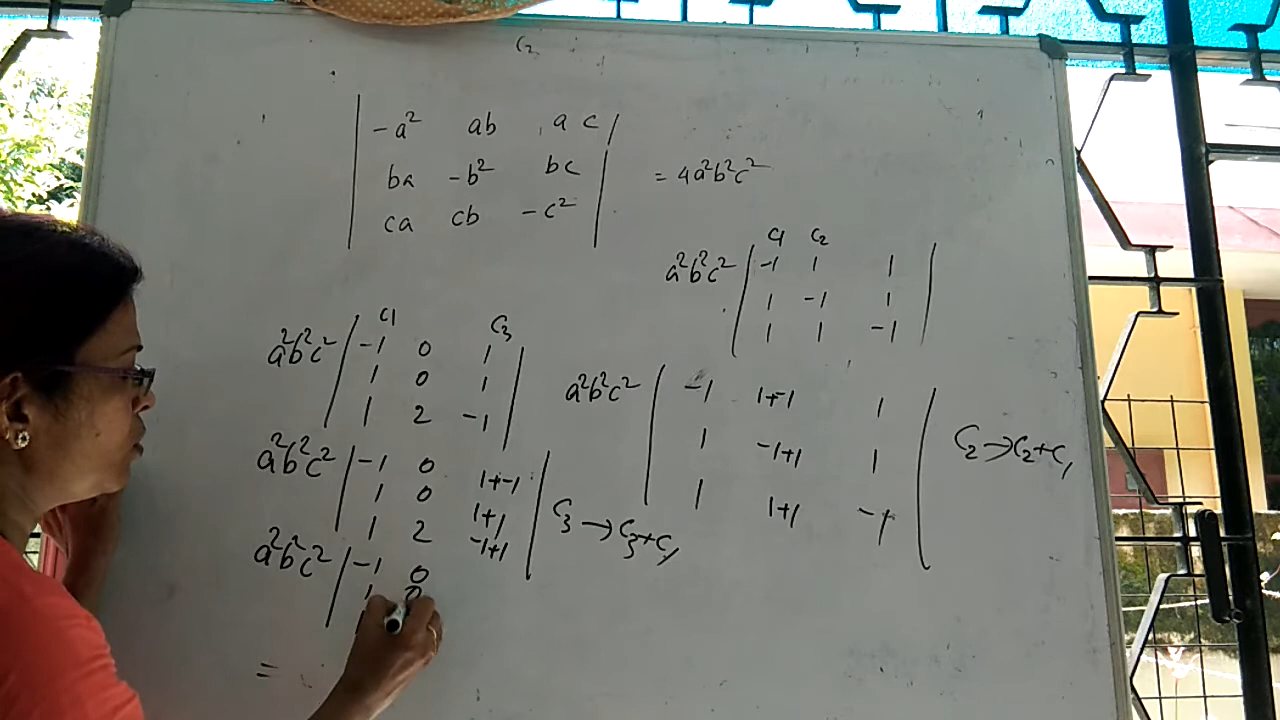 C₂
| -a² ab ac |
| ba -b² bc | = 4a²b²c²
| ca cb -c² |
C₁ C₂
a²b²c² | -1 1 1 |
| 1 -1 1 |
| 1 1 -1 |
a²b²c² | -1 1+-1 1 |
| 1 -1+1 1 | C₂→C₂+C₁
| 1 1+1 -1 |
C₁ C₃
a²b²c² | -1 0 1 |
| 1 0 1 |
| 1 2 -1 |
a²b²c² | -1 0 1+-1 |
| 1 0 1+1 | C₃→C₃+C₁
| 1 2 -1+1 |
a²b²c² | -1 0
| 1 0
=